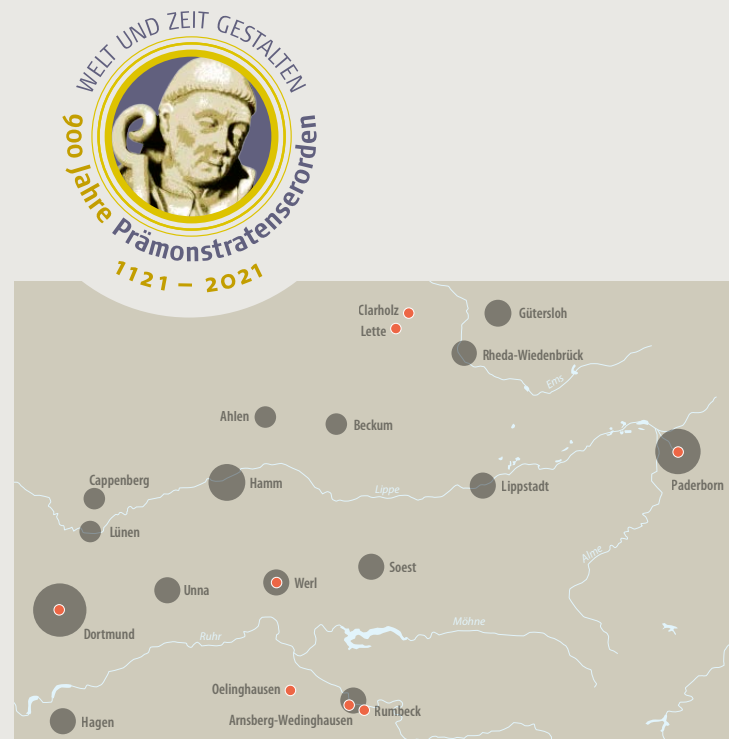 WELT UND ZEIT GESTALTEN
900 Jahre Prämonstratenserorden
1121 – 2021
Clarholz
Lette
Gütersloh
Rheda-Wiedenbrück
Ems
Ahlen
Beckum
Cappenberg
Hamm
Lippe
Lippstadt
Paderborn
Lünen
Alme
Soest
Werl
Unna
Dortmund
Ruhr
Möhne
Oelinghausen
Arnsberg-Wedinghausen
Rumbeck
Hagen